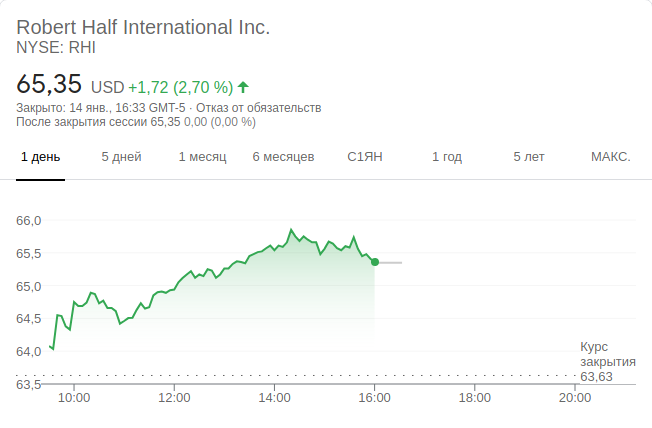 Robert Half International Inc.
NYSE: RHI
65,35 USD +1,72 (2,70 %)
Закрыто: 14 янв., 16:33 GMT-5 · Отказ от обязательств
После закрытия сессии 65,35 0,00 (0,00 %)
1 день 5 дней 1 месяц 6 месяцев С1ЯН 1 год 5 лет МАКС.
66,0
65,5
65,0
64,5
64,0
Курс
закрытия
63,63
63,5
10:00 12:00 14:00 16:00 18:00 20:00